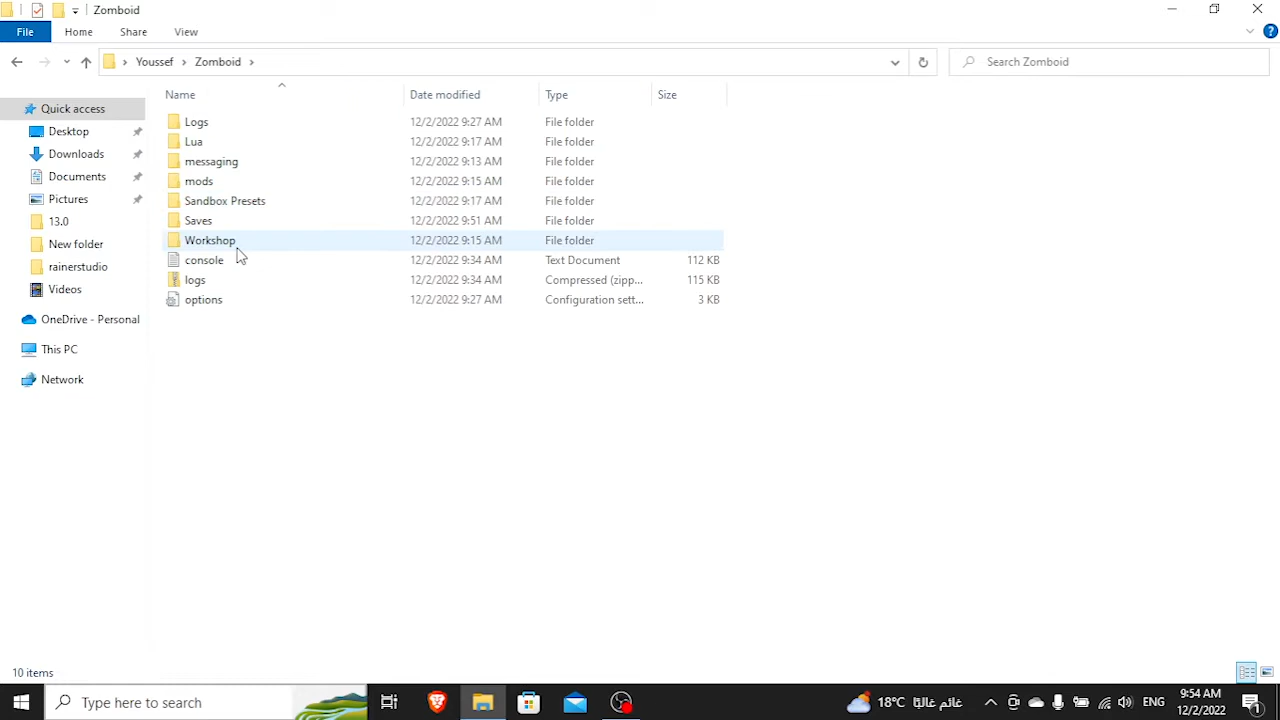 Zomboid
File Home Share View
Youssef Zomboid Search Zomboid
Name Date modified Type Size
Quick access
Desktop
Downloads
Documents
Pictures
13.0
New folder
rainerstudio
Videos
OneDrive - Personal
This PC
Network
Logs 12/2/2022 9:27 AM File folder
Lua 12/2/2022 9:17 AM File folder
messaging 12/2/2022 9:13 AM File folder
mods 12/2/2022 9:15 AM File folder
Sandbox Presets 12/2/2022 9:17 AM File folder
Saves 12/2/2022 9:51 AM File folder
Workshop 12/2/2022 9:15 AM File folder
console 12/2/2022 9:34 AM Text Document 112 KB
logs 12/2/2022 9:34 AM Compressed (zipp... 115 KB
options 12/2/2022 9:27 AM Configuration sett... 3 KB
10 items
Type here to search
18°C غائم غالبًا
ENG
9:54 AM
12/2/2022
1